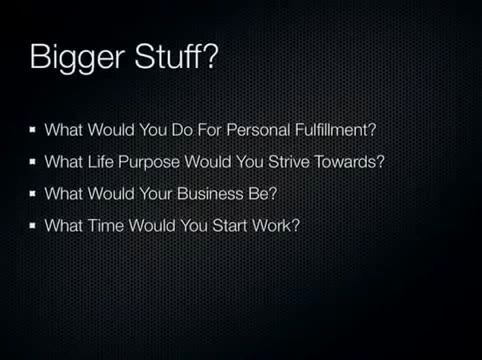 Bigger Stuff?
What Would You Do For Personal Fulfillment?
What Life Purpose Would You Strive Towards?
What Would Your Business Be?
What Time Would You Start Work?